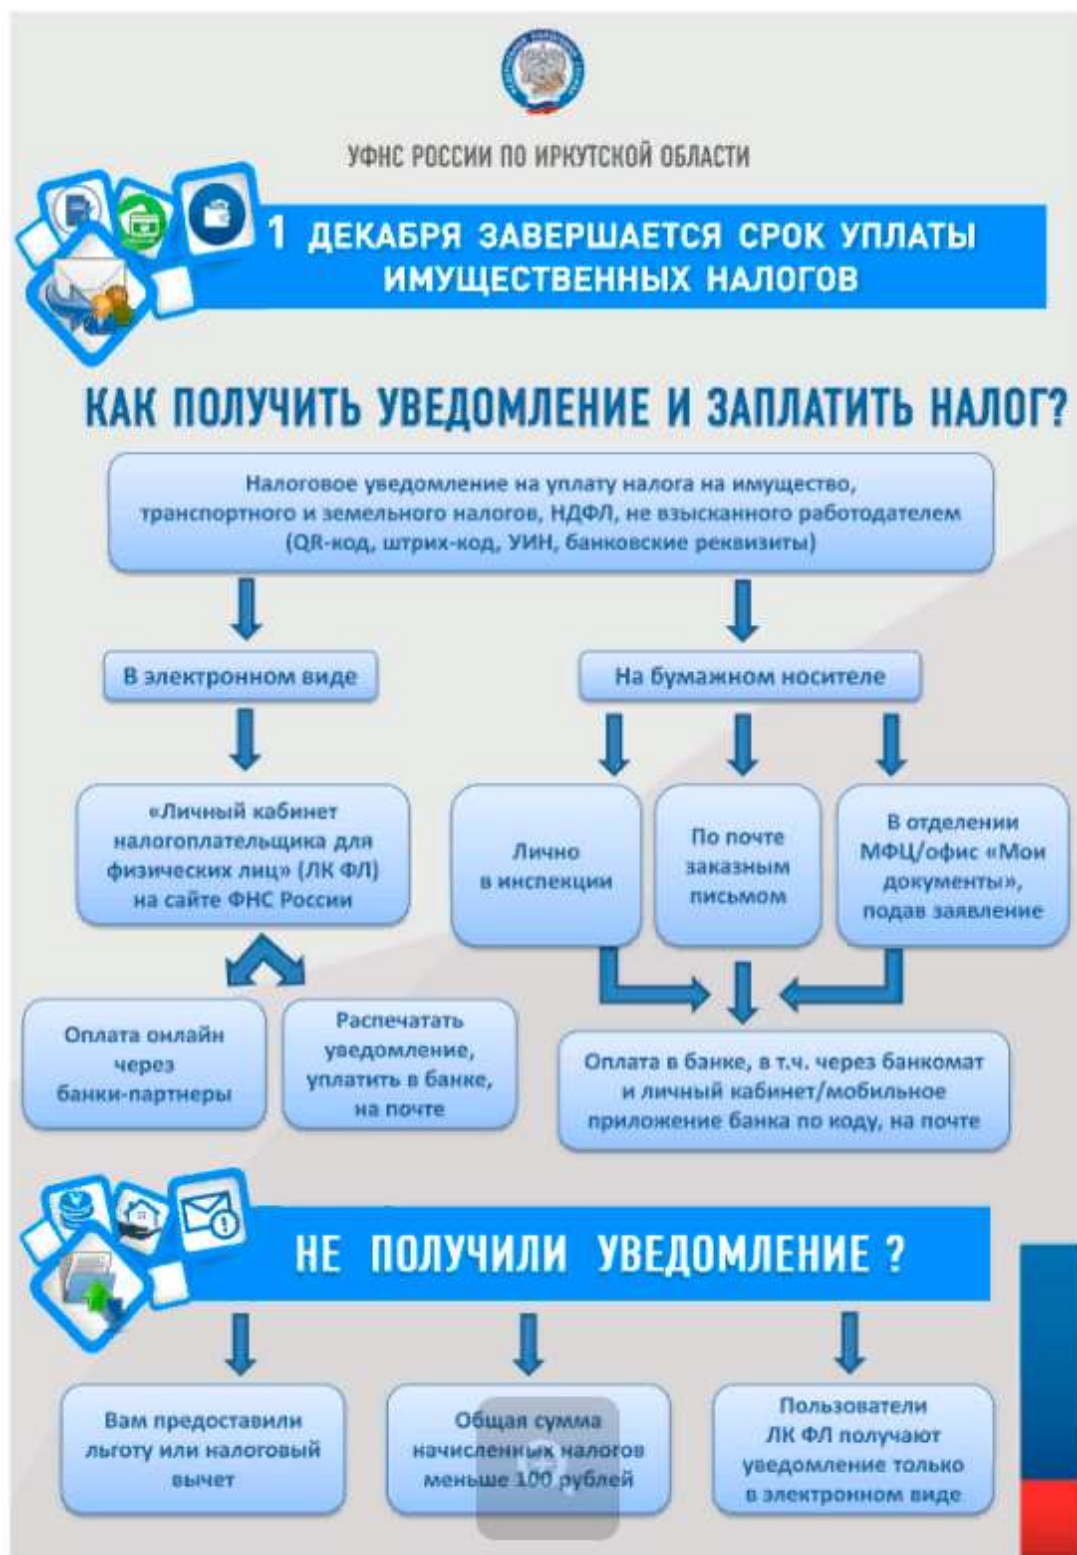 УФНС РОССИИ ПО ИРКУТСКОЙ ОБЛАСТИ
1 ДЕКАБРЯ ЗАВЕРШАЕТСЯ СРОК УПЛАТЫ
ИМУЩЕСТВЕННЫХ НАЛОГОВ
КАК ПОЛУЧИТЬ УВЕДОМЛЕНИЕ И ЗАПЛАТИТЬ НАЛОГ?
Налоговое уведомление на уплату налога на имущество,
транспортного и земельного налогов, НДФЛ, не взысканного работодателем
(QR-код, штрих-код, УИН, банковские реквизиты)
В электронном виде
На бумажном носителе
«Личный кабинет
налогоплательщика для
физических лиц» (ЛК ФЛ)
на сайте ФНС России
Лично
в инспекции
По почте
заказным
письмом
В отделении
МФЦ/офис «Мои
документы»,
подав заявление
Оплата онлайн
через
банки-партнеры
Распечатать
уведомление,
уплатить в банке,
на почте
Оплата в банке, в т.ч. через банкомат
и личный кабинет/мобильное
приложение банка по коду, на почте
НЕ ПОЛУЧИЛИ УВЕДОМЛЕНИЕ ?
Вам предоставили
льготу или налоговый
вычет
Общая сумма
начисленных налогов
меньше 100 рублей
Пользователи
ЛК ФЛ получают
уведомление только
в электронном виде